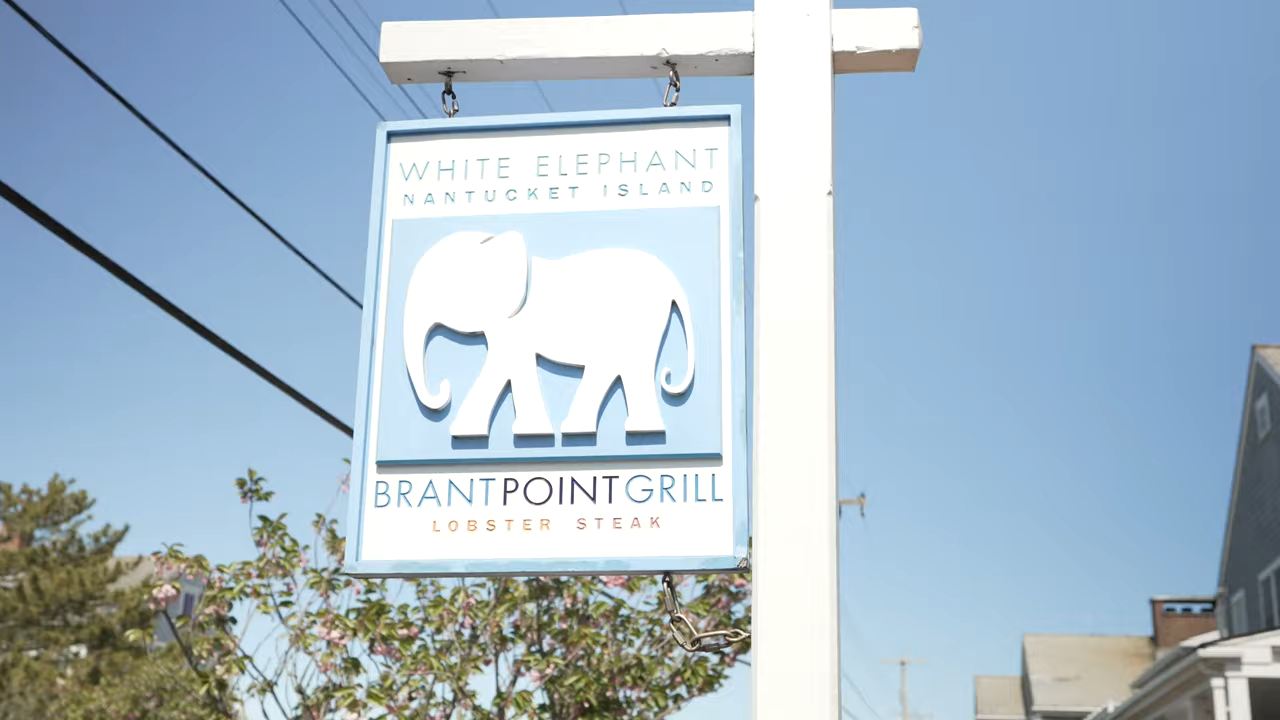 WHITE ELEPHANT
NANTUCKET ISLAND
BRANTPOINTGRILL
LOBSTER STEAK